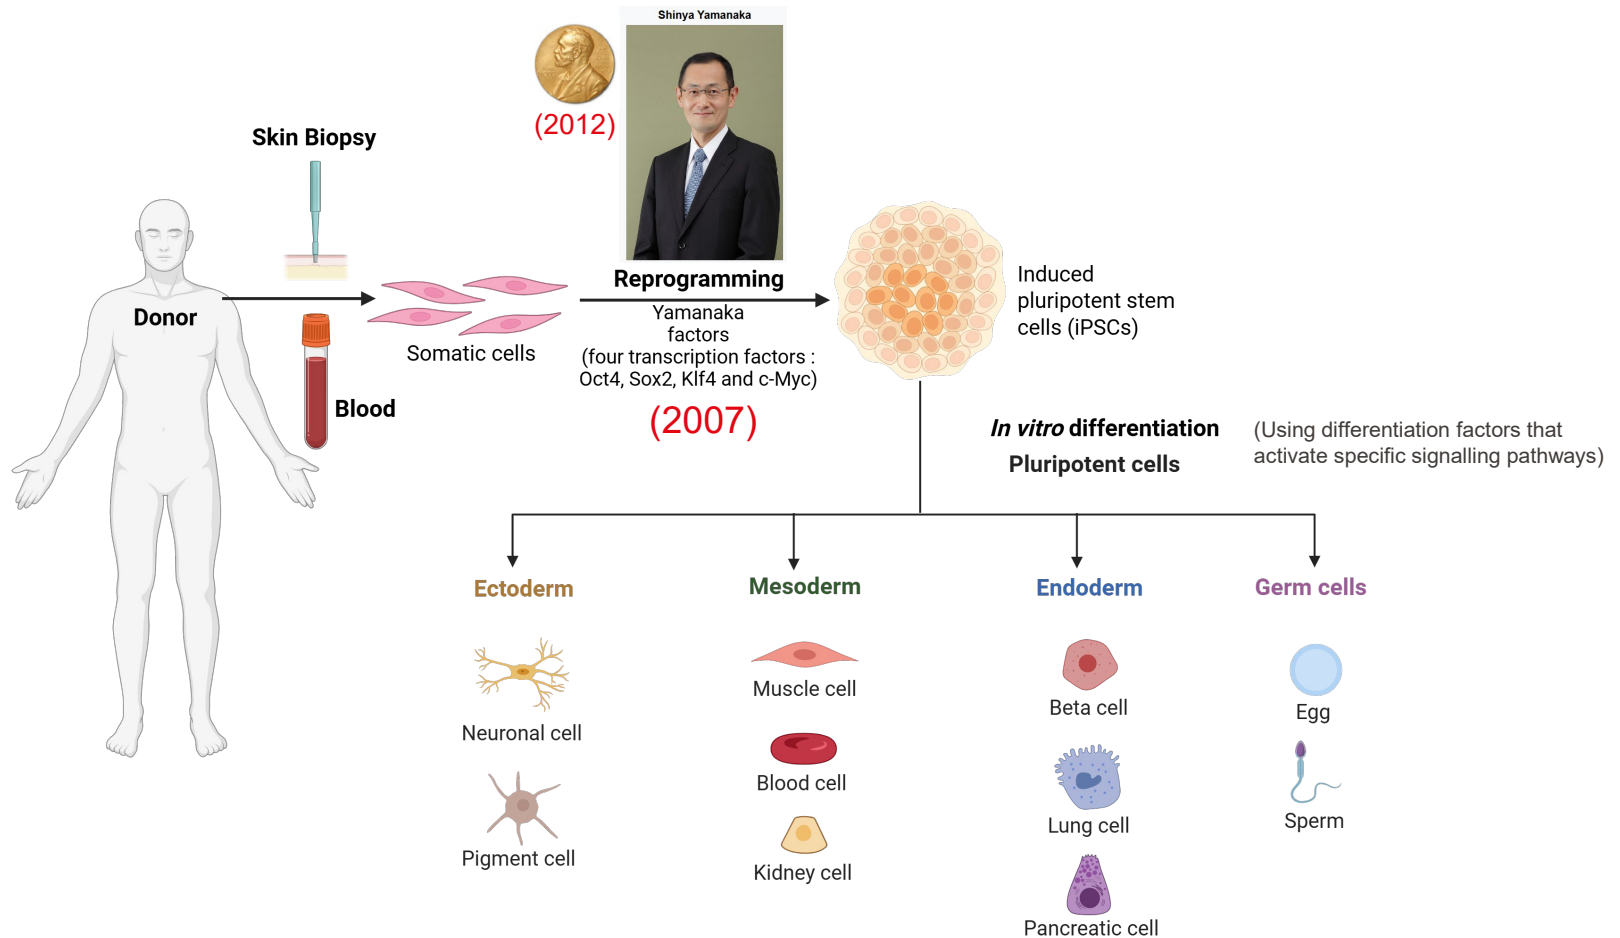 Shinya Yamanaka
(2012)
Skin Biopsy
Donor
Blood
Somatic cells
Reprogramming
Yamanaka
factors
(four transcription factors :
Oct4, Sox2, Klf4 and c-Myc)
(2007)
Induced
pluripotent stem
cells (iPSCs)
In vitro differentiation
Pluripotent cells
(Using differentiation factors that
activate specific signalling pathways)
Ectoderm
Neuronal cell
Pigment cell
Mesoderm
Muscle cell
Blood cell
Kidney cell
Endoderm
Beta cell
Lung cell
Pancreatic cell
Germ cells
Egg
Sperm